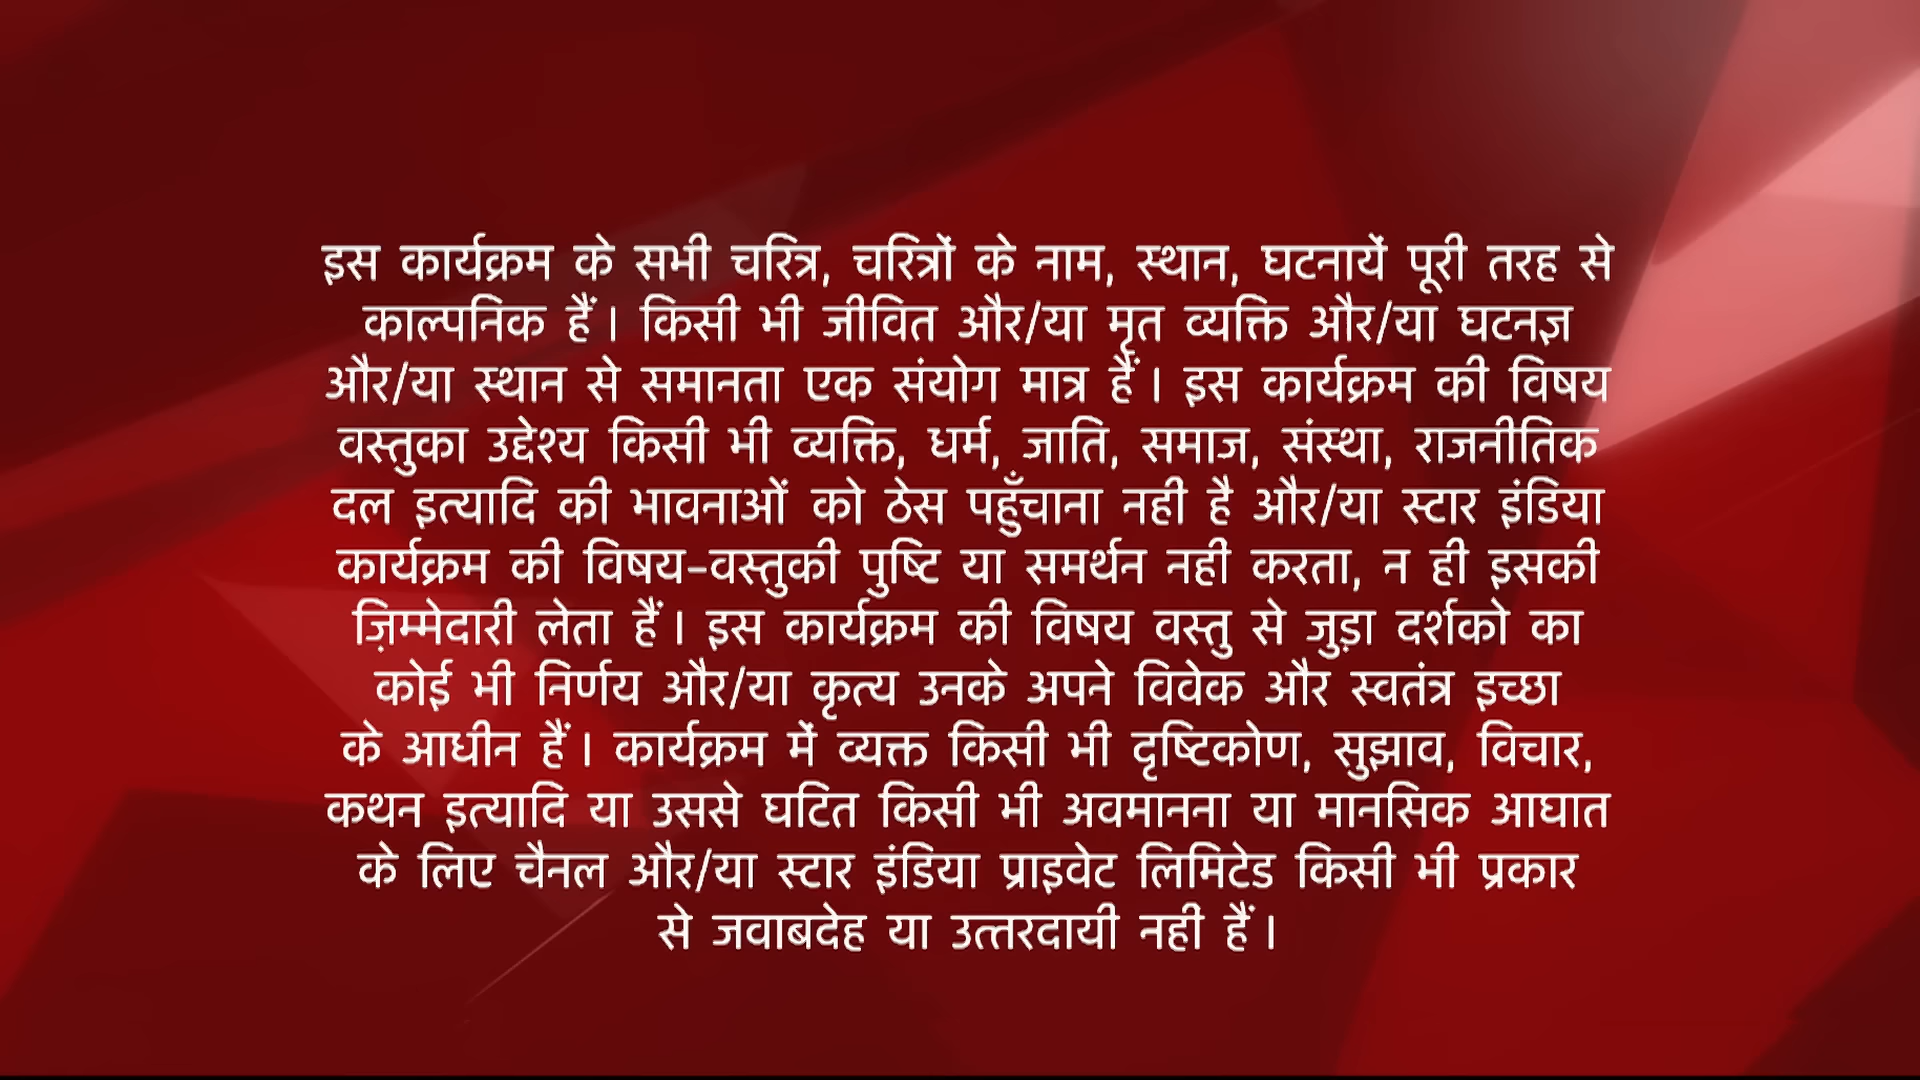 इस कार्यक्रम के सभी चरित्र, चरित्रों के नाम, स्थान, घटनायें पूरी तरह से
काल्पनिक हैं। किसी भी जीवित और/या मृत व्यक्ति और/या घटनज्ञ
और/या स्थान से समानता एक संयोग मात्र हैं। इस कार्यक्रम की विषय
वस्तुका उद्देश्य किसी भी व्यक्ति, धर्म, जाति, समाज, संस्था, राजनीतिक
दल इत्यादि की भावनाओं को ठेस पहुँचाना नहीं है और/या स्टार इंडिया
कार्यक्रम की विषय-वस्तुकी पुष्टि या समर्थन नहीं करता, न ही इसकी
ज़िम्मेदारी लेता हैं। इस कार्यक्रम की विषय वस्तु से जुड़ा दर्शको का
कोई भी निर्णय और/या कृत्य उनके अपने विवेक और स्वतंत्र इच्छा
के आधीन हैं। कार्यक्रम में व्यक्त किसी भी दृष्टिकोण, सुझाव, विचार,
कथन इत्यादि या उससे घटित किसी भी अवमानना या मानसिक आघात
के लिए चैनल और/या स्टार इंडिया प्राइवेट लिमिटेड किसी भी प्रकार
से जवाबदेह या उत्तरदायी नहीं हैं।